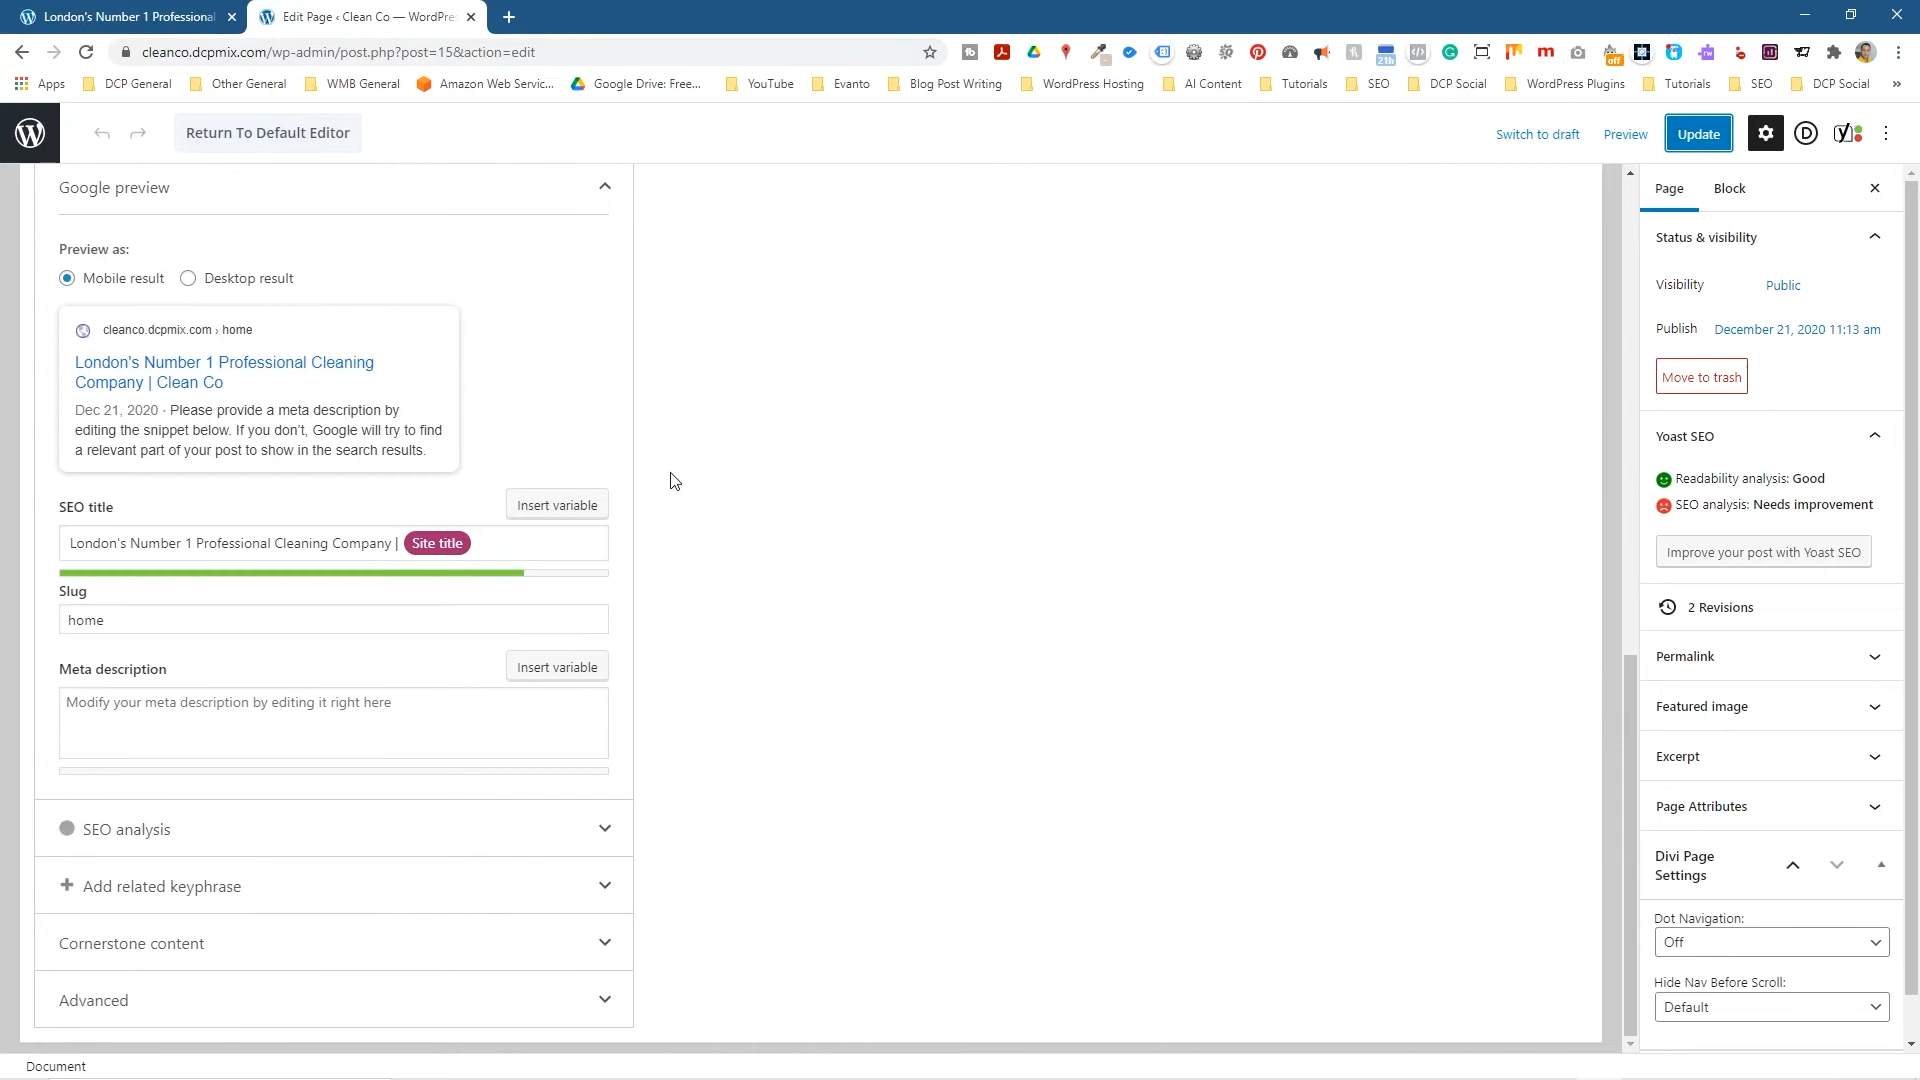 London's Number 1 Professional
Edit Page ‹ Clean Co — WordPres
cleanco.dcpmix.com/wp-admin/post.php?post=15&action=edit
21h
off
Apps
DCP General
Other General
WMB General
Amazon Web Servic...
Google Drive: Free...
YouTube
Evanto
Blog Post Writing
WordPress Hosting
AI Content
Tutorials
SEO
DCP Social
WordPress Plugins
Tutorials
SEO
DCP Social
»
Return To Default Editor
Switch to draft
Preview
Update
Google preview
Preview as:
Mobile result
Desktop result
cleanco.dcpmix.com › home
London's Number 1 Professional Cleaning
Company | Clean Co
Dec 21, 2020 · Please provide a meta description by
editing the snippet below. If you don’t, Google will try to find
a relevant part of your post to show in the search results.
SEO title
Insert variable
London's Number 1 Professional Cleaning Company | Site title
Slug
home
Meta description
Insert variable
Modify your meta description by editing it right here
SEO analysis
Add related keyphrase
Cornerstone content
Advanced
Document
Page
Block
Status & visibility
Visibility
Public
Publish
December 21, 2020 11:13 am
Move to trash
Yoast SEO
Readability analysis: Good
SEO analysis: Needs improvement
Improve your post with Yoast SEO
2 Revisions
Permalink
Featured image
Excerpt
Page Attributes
Divi Page
Settings
Dot Navigation:
Off
Hide Nav Before Scroll:
Default